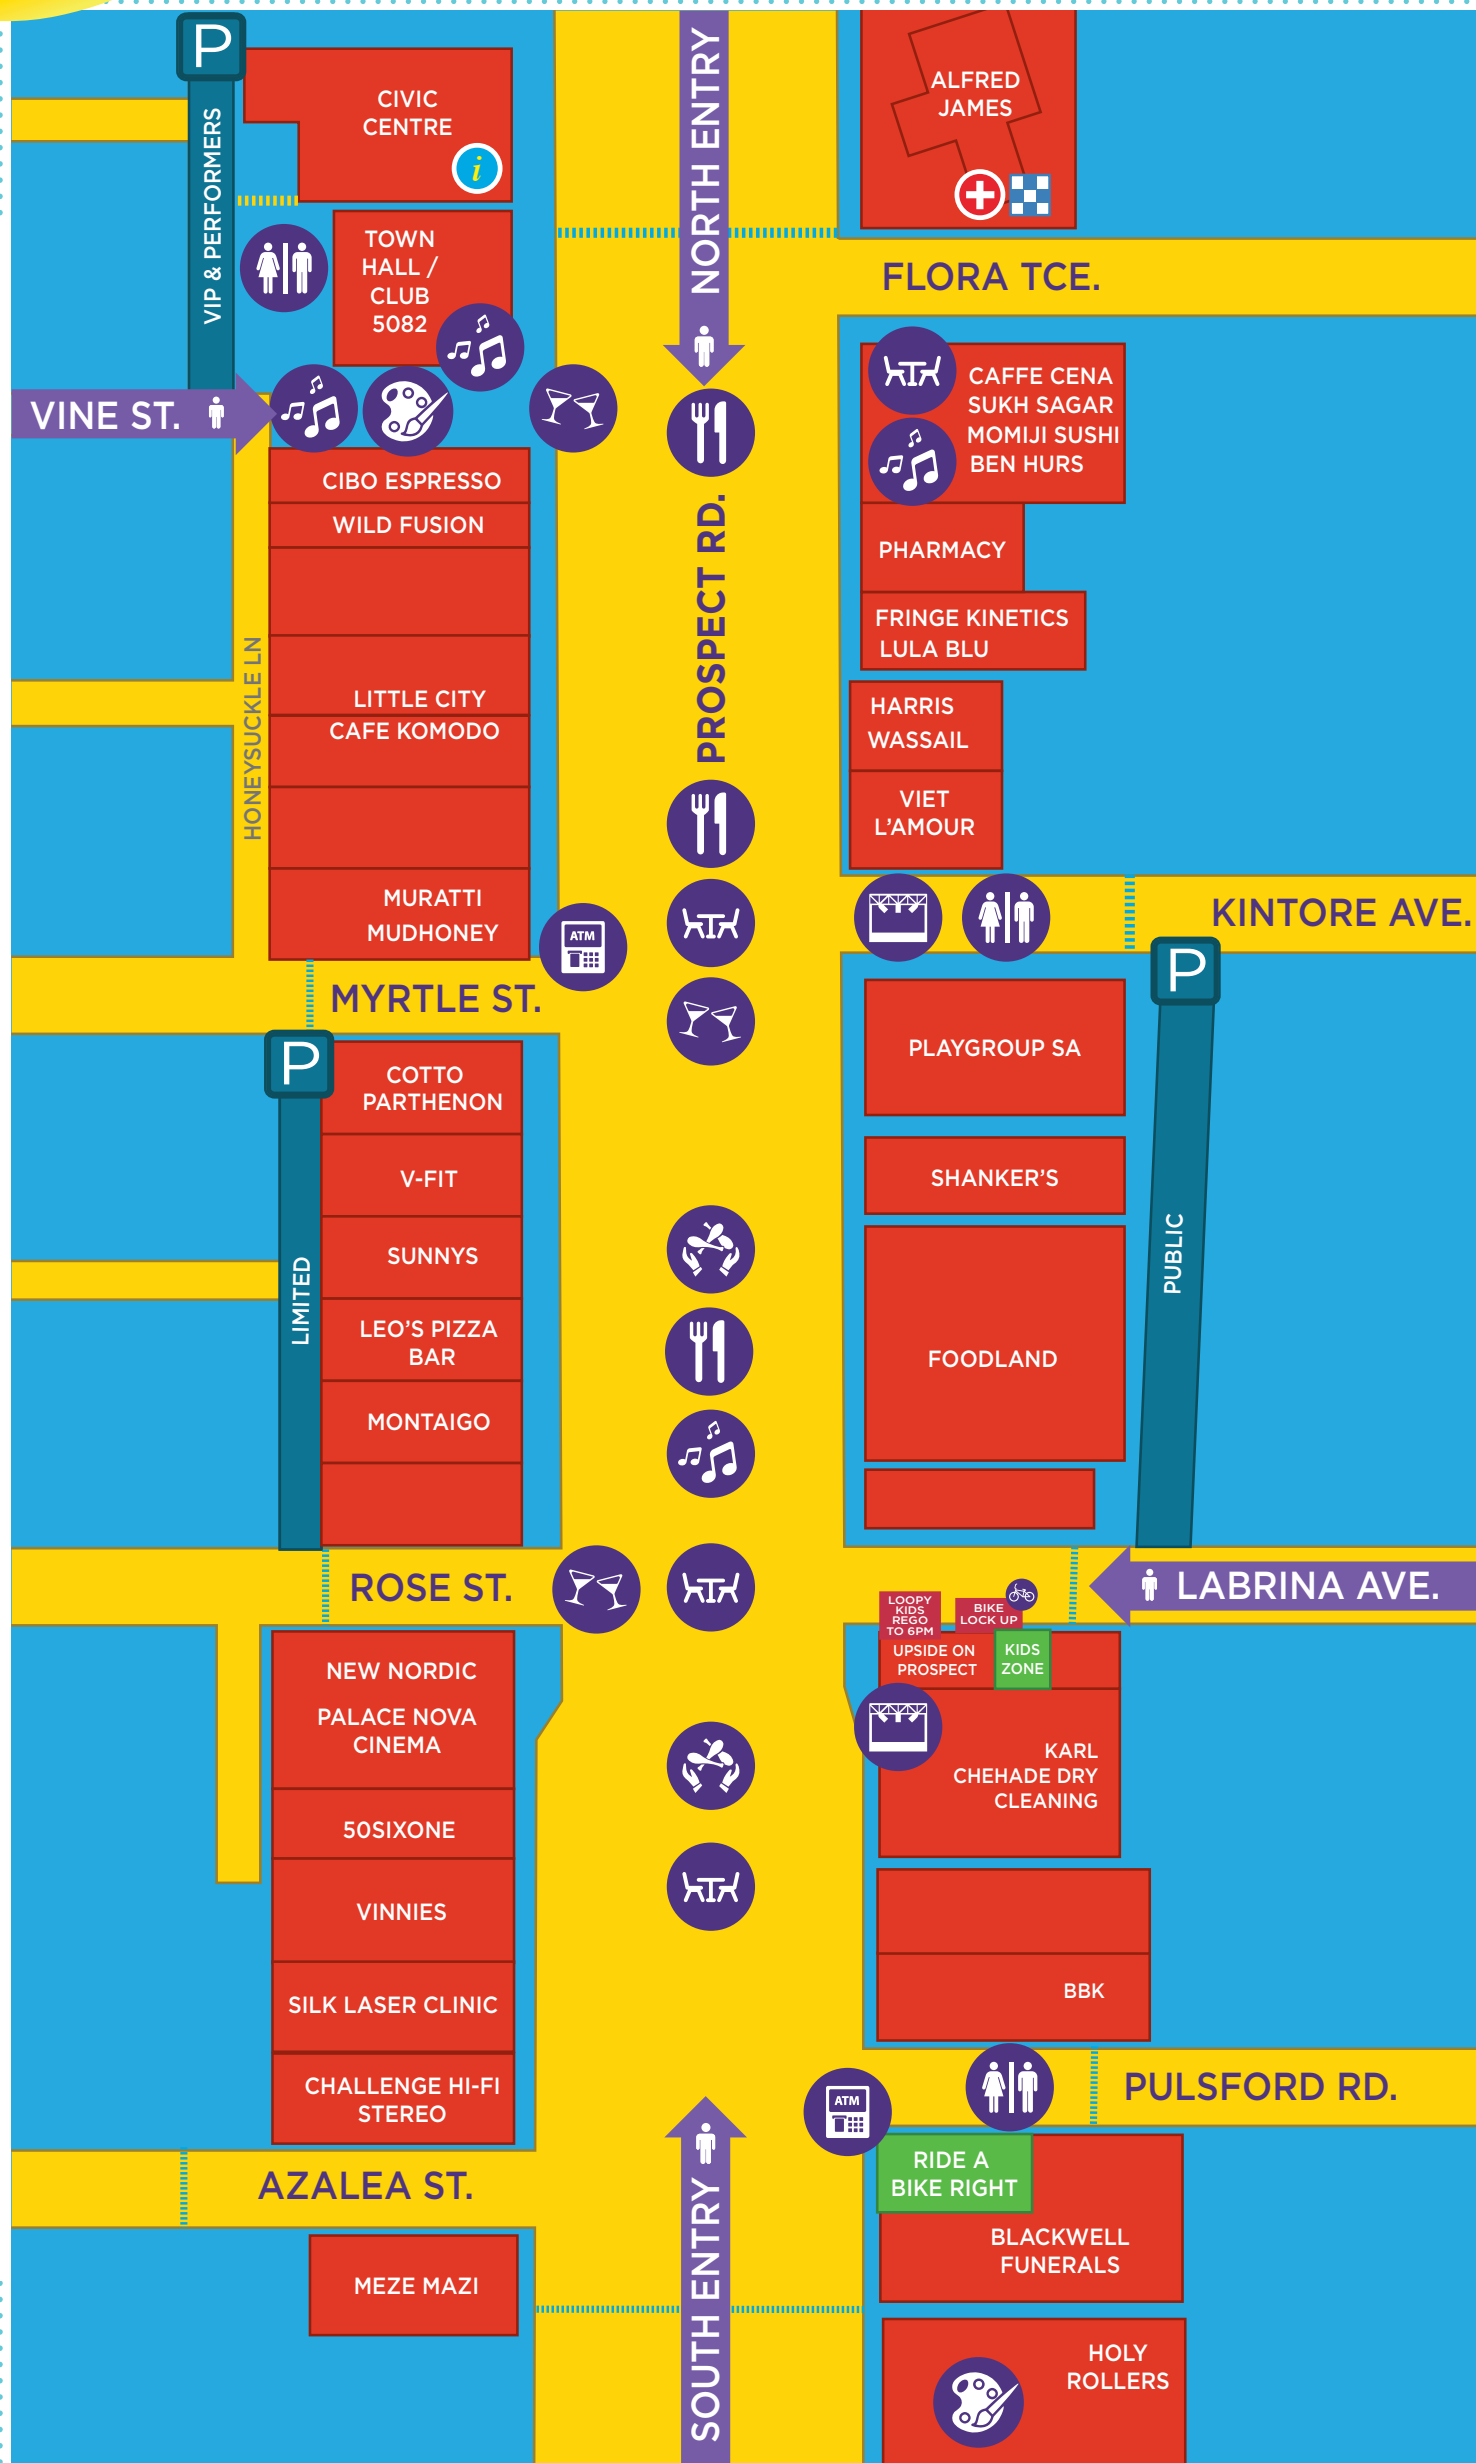 P
VIP & PERFORMERS
CIVIC
CENTRE
i
TOWN
HALL /
CLUB
5082
NORTH ENTRY
ALFRED
JAMES
FLORA TCE.
VINE ST.
CAFFE CENA
SUKH SAGAR
MOMIJI SUSHI
BEN HURS
CIBO ESPRESSO
WILD FUSION
PHARMACY
FRINGE KINETICS
LULA BLU
PROSPECT RD.
HONEYSUCKLE LN
LITTLE CITY
CAFE KOMODO
HARRIS
WASSAIL
VIET
L'AMOUR
MURATTI
MUDHONEY
ATM
KINTORE AVE.
MYRTLE ST.
P
PUBLIC
P
LIMITED
COTTO
PARTHENON
PLAYGROUP SA
V-FIT
SHANKER'S
SUNNYS
LEO'S PIZZA
BAR
FOODLAND
MONTAIGO
ROSE ST.
LABRINA AVE.
LOOPY
KIDS
REGO
TO 6PM
BIKE
LOCK UP
UPSIDE ON
PROSPECT
KIDS
ZONE
NEW NORDIC
PALACE NOVA
CINEMA
KARL
CHEHADE DRY
CLEANING
50SIXONE
VINNIES
SILK LASER CLINIC
BBK
CHALLENGE HI-FI
STEREO
ATM
PULSFORD RD.
AZALEA ST.
RIDE A
BIKE RIGHT
BLACKWELL
FUNERALS
MEZE MAZI
SOUTH ENTRY
HOLY
ROLLERS